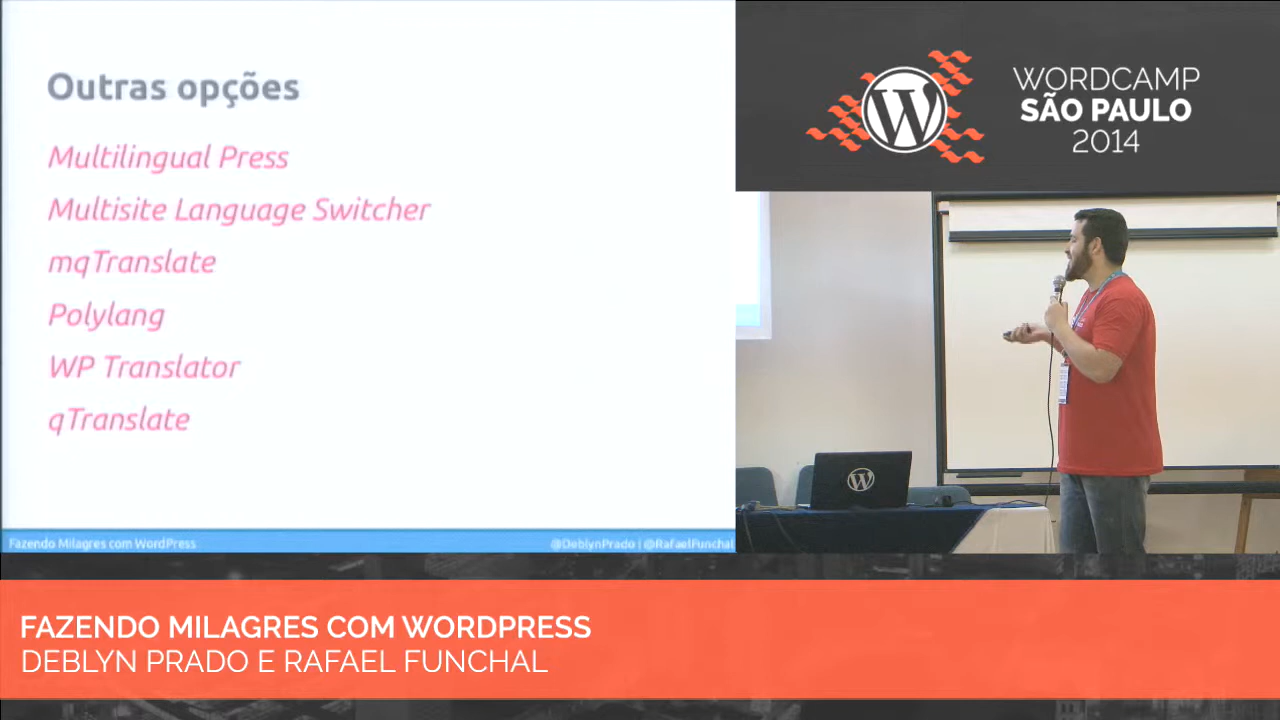 Outras opções
Multilingual Press
Multisite Language Switcher
mqTranslate
Polylang
WP Translator
qTranslate
Fazendo Milagres com WordPress
@DeblynPrado | @RafaelFunchal
WORDCAMP
SÃO PAULO
2014
FAZENDO MILAGRES COM WORDPRESS
DEBLYN PRADO E RAFAEL FUNCHAL